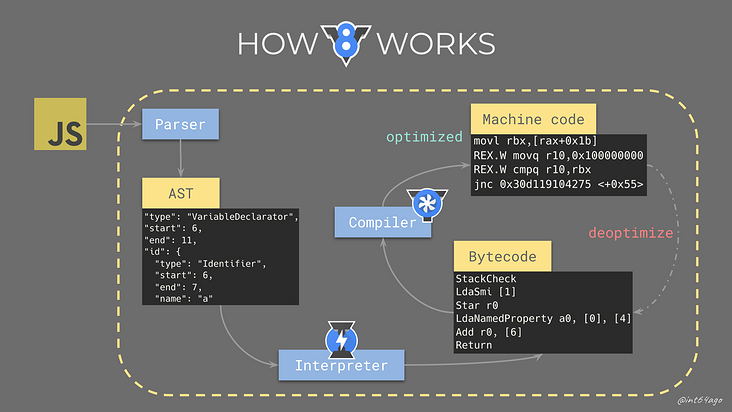 HOW 8 WORKS
JS
Parser
AST
"type": "VariableDeclarator",
"start": 6,
"end": 11,
"id": {
"type": "Identifier",
"start": 6,
"end": 7,
"name": "a"
Interpreter
Compiler
optimized
Machine code
movl rbx,[rax+0x1b]
REX.W movq r10,0x100000000
REX.W cmpq r10,rbx
jnc 0x30d119104275 <+0x55>
deoptimize
Bytecode
StackCheck
LdaSmi [1]
Star r0
LdaNamedProperty a0, [0], [4]
Add r0, [6]
Return
@int64ago